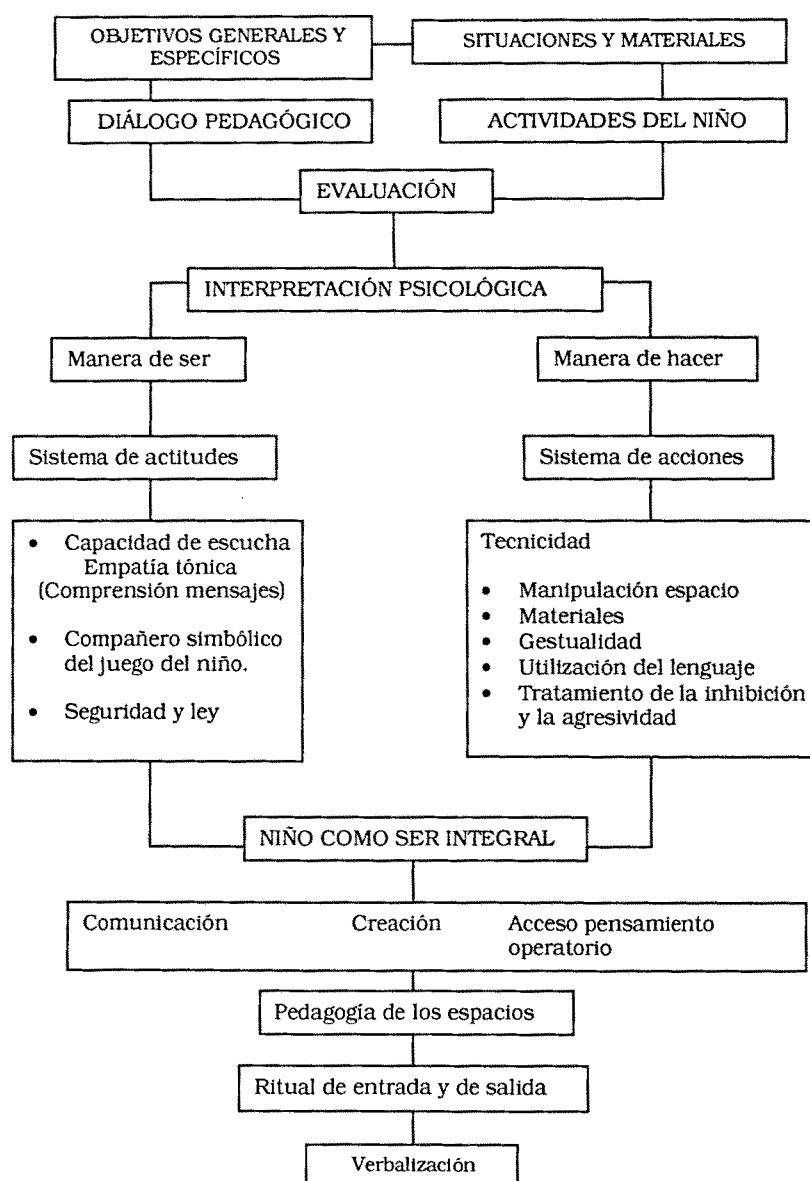 OBJETIVOS GENERALES Y
ESPECÍFICOS
SITUACIONES Y MATERIALES
DIÁLOGO PEDAGÓGICO
ACTIVIDADES DEL NIÑO
EVALUACIÓN
INTERPRETACIÓN PSICOLÓGICA
Manera de ser
Manera de hacer
Sistema de actitudes
Sistema de acciones
• Capacidad de escucha
Empatía tónica
(Comprensión mensajes)
• Compañero simbólico
del juego del niño.
• Seguridad y ley
Tecnicidad
• Manipulación espacio
• Materiales
• Gestualidad
• Utilización del lenguaje
• Tratamiento de la inhibición
y la agresividad
NIÑO COMO SER INTEGRAL
Comunicación
Creación
Acceso pensamiento
operatorio
Pedagogía de los espacios
Ritual de entrada y de salida
Verbalización